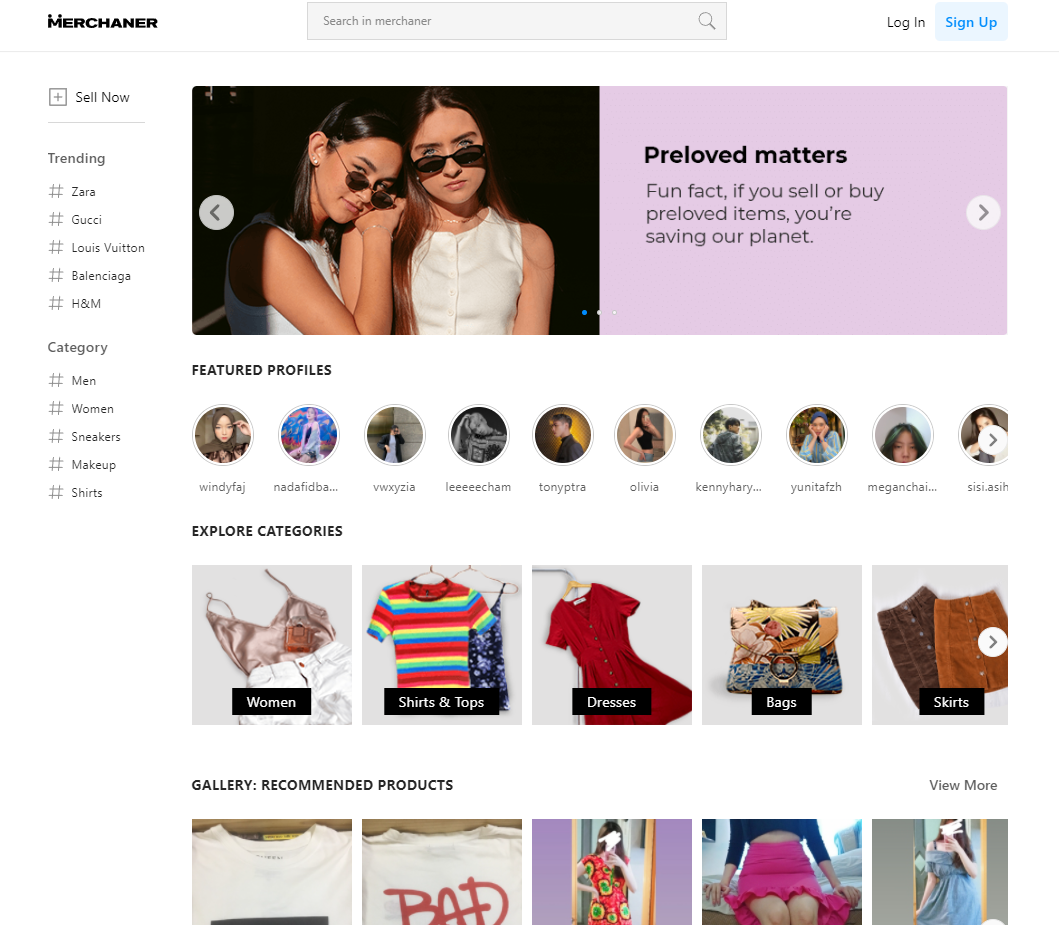 MERCHANER
Search in merchaner
Log In
Sign Up
Sell Now
Trending
Zara
Gucci
Louis Vuitton
Balenciaga
H&M
Category
Men
Women
Sneakers
Makeup
Shirts
Preloved matters
Fun fact, if you sell or buy
preloved items, you’re
saving our planet.
FEATURED PROFILES
windyfaj
nadafidba...
vwxyzia
leeeeecham
tonyptra
olivia
kennyhary...
yunitafzh
meganchai...
sisi.asih
EXPLORE CATEGORIES
Women
Shirts & Tops
Dresses
Bags
Skirts
GALLERY: RECOMMENDED PRODUCTS
View More
BAD